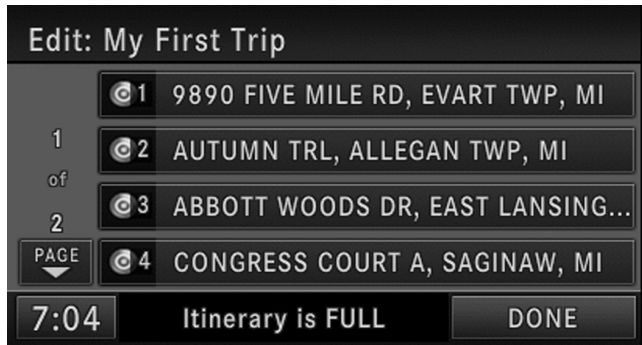 Edit: My First Trip
1 9890 FIVE MILE RD, EVART TWP, MI
1
of
2
2 AUTUMN TRL, ALLEGAN TWP, MI
3 ABBOTT WOODS DR, EAST LANSING...
PAGE
4 CONGRESS COURT A, SAGINAW, MI
7:04
Itinerary is FULL
DONE